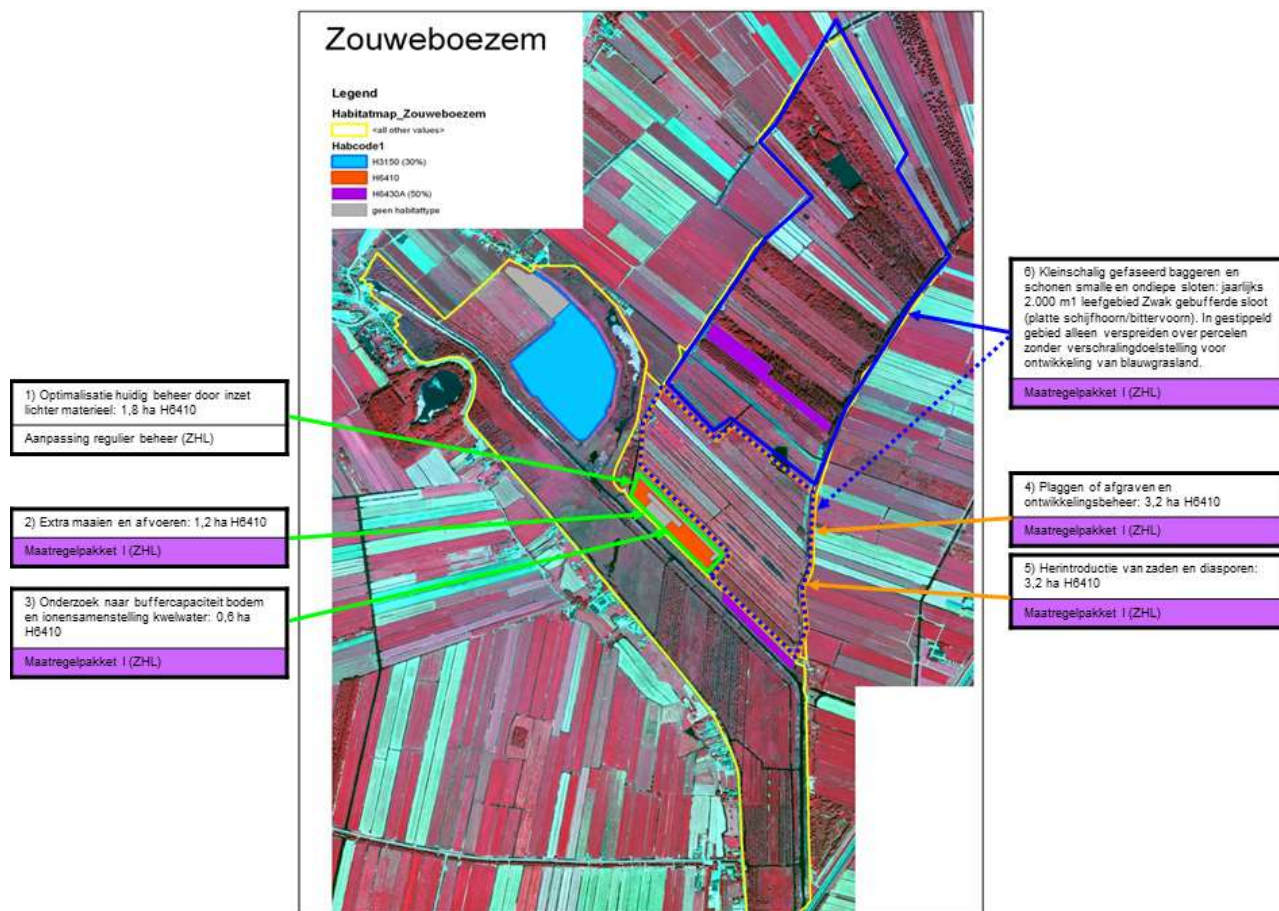 Zouweboezem
Legend
Habitatmap_Zouweboezem
<all other values>
Habcode1
H3150 (30%)
H6410
H6430A (50%)
geen habitattype
1) Optimalisatie huidig beheer door inzet
lichter materieel: 1,8 ha H6410
Aanpassing regulier beheer (ZHL)
2) Extra maaien en afvoeren: 1,2 ha H6410
Maatregelpakket I (ZHL)
3) Onderzoek naar buffercapaciteit bodem
en ionensamenstelling kwelwater: 0,6 ha
H6410
Maatregelpakket I (ZHL)
6) Kleinschalig gefaseerd baggeren en
schonen smalle en ondiepe sloten: jaarlijks
2.000 m1 leefgebied Zwak gebufferde sloot
(platte schijfhoorn/bittervoorn). In gestippeld
gebied alleen verspreiden over percelen
zonder verschralingdoelstelling voor
ontwikkeling van blauwgrasland.
Maatregelpakket I (ZHL)
4) Plaggen of afgraven en
ontwikkelingsbeheer: 3,2 ha H6410
Maatregelpakket I (ZHL)
5) Herintroductie van zaden en diasporen:
3,2 ha H6410
Maatregelpakket I (ZHL)